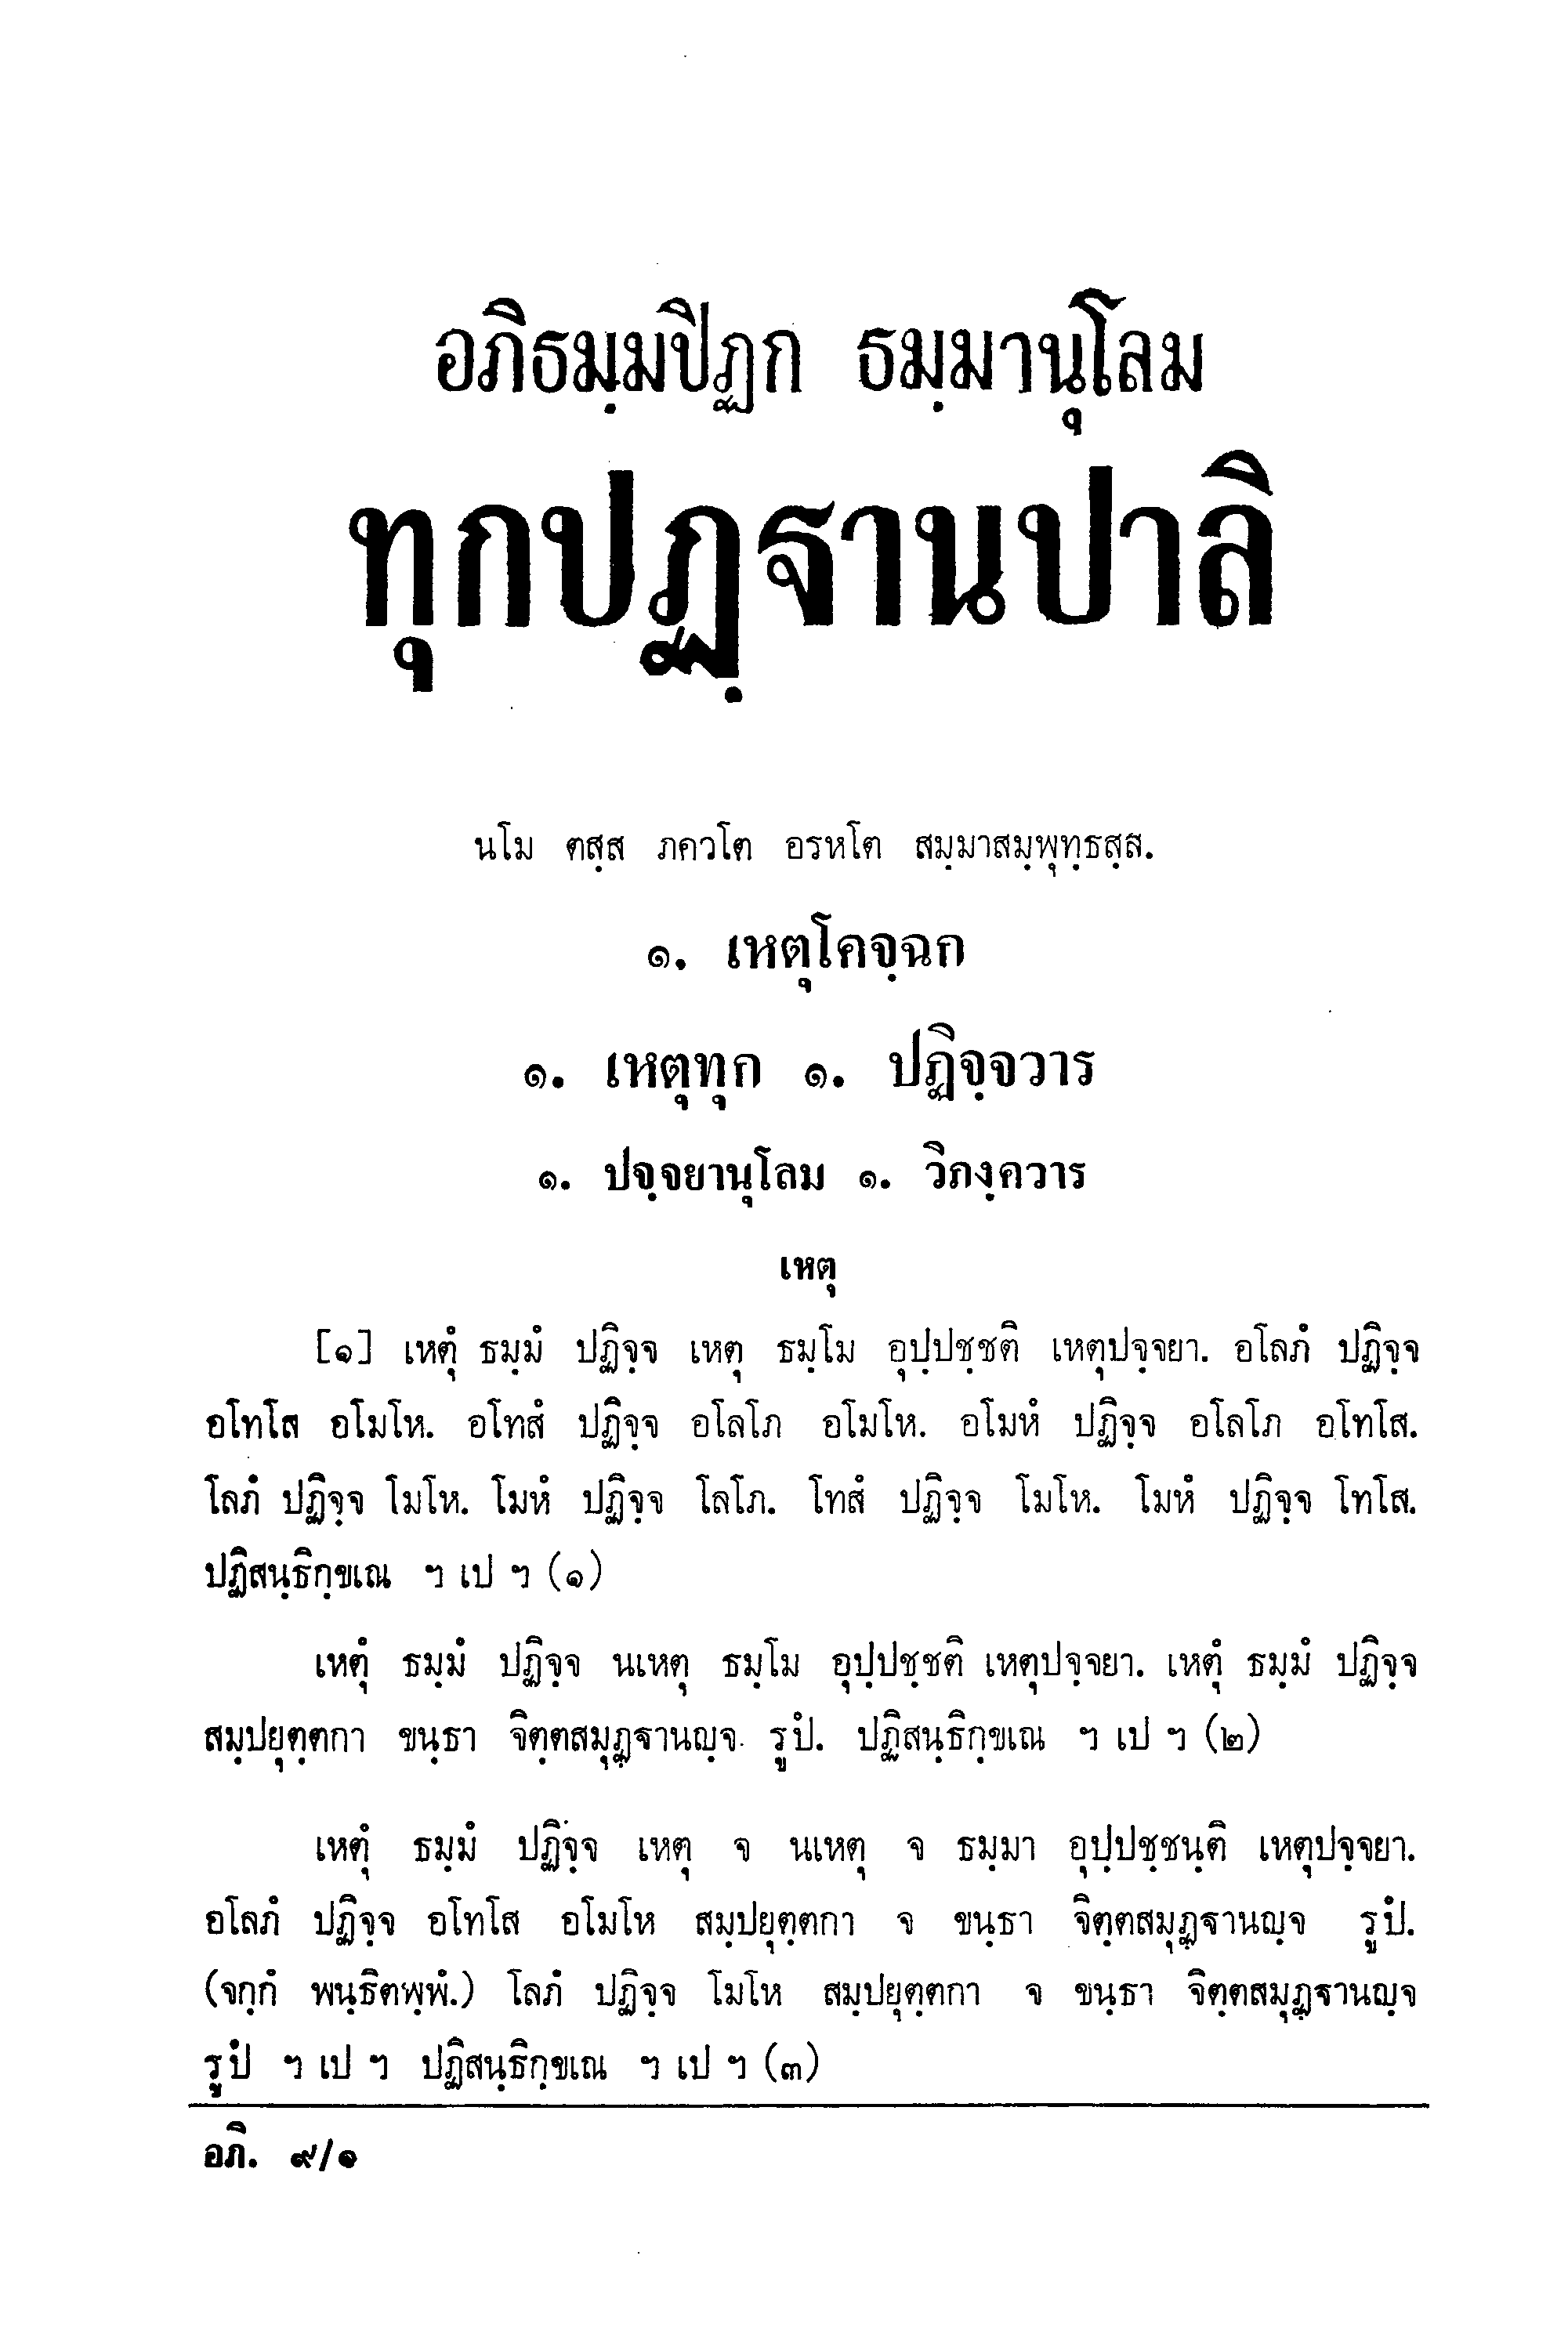 อภิธมฺมปิฏก ธมฺมานุโลม
ทุกปฏฺฐานปาลิ
นโม ตสฺส ภควโต อรหโต สมฺมาสมฺพุทฺธสฺส.
๑. เหตุโคจฺฉก
๑. เหตุทุก ๑. ปฏิจฺจวาร
๑. ปจฺจยานุโลม ๑. วิภงฺควาร
เหตุ
[๑] เหตุํ ธมฺมํ ปฏิจฺจ เหตุ ธมฺโม อุปฺปชฺชติ เหตุปจฺจยา. อโลภํ ปฏิจฺจ
อโทโส อโมโห. อโทสํ ปฏิจฺจ อโลโภ อโมโห. อโมหํ ปฏิจฺจ อโลโภ อโทโส.
โลภํ ปฏิจฺจ โมโห. โมหํ ปฏิจฺจ โลโภ. โทสํ ปฏิจฺจ โมโห. โมหํ ปฏิจฺจ โทโส.
ปฏิสนฺธิกฺขเณ ฯ เป ฯ (๑)
เหตุํ ธมฺมํ ปฏิจฺจ นเหตุ ธมฺโม อุปฺปชฺชติ เหตุปจฺจยา. เหตุํ ธมฺมํ ปฏิจฺจ
สมฺปยุตฺตกา ขนฺธา จิตฺตสมุฏฺฐานญฺจ รูปํ. ปฏิสนฺธิกฺขเณ ฯ เป ฯ (๒)
เหตุํ ธมฺมํ ปฏิจฺจ เหตุ จ นเหตุ จ ธมฺมา อุปฺปชฺชนฺติ เหตุปจฺจยา.
อโลภํ ปฏิจฺจ อโทโส อโมโห สมฺปยุตฺตกา จ ขนฺธา จิตฺตสมุฏฺฐานญฺจ รูปํ.
(จกฺกํ พนฺธิตพฺพํ.) โลภํ ปฏิจฺจ โมโห สมฺปยุตฺตกา จ ขนฺธา จิตฺตสมุฏฺฐานญฺจ
รูปํ ฯ เป ฯ ปฏิสนฺธิกฺขเณ ฯ เป ฯ (๓)
อภิ. ๙/๑